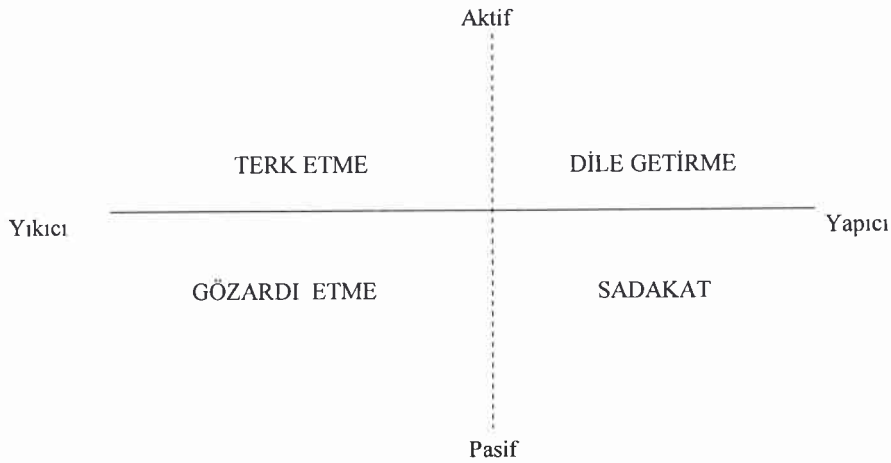 Aktif
TERK ETME
DİLE GETİRME
Yıkıcı
Yapıcı
GÖZARDI ETME
SADAKAT
Pasif